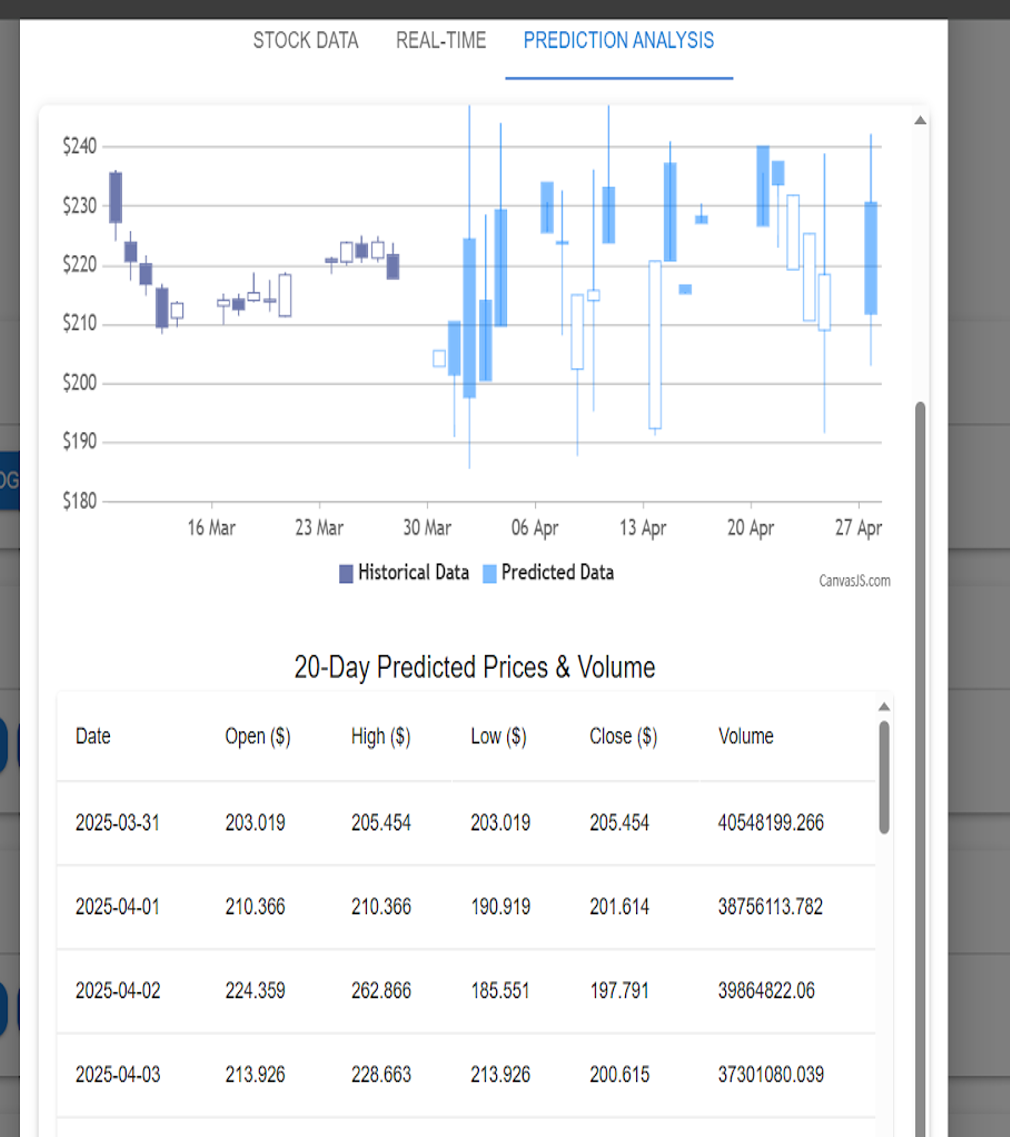 STOCK DATA REAL-TIME PREDICTION ANALYSIS
$240
$230
$220
$210
$200
$190
$180
16 Mar 23 Mar 30 Mar 06 Apr 13 Apr 20 Apr 27 Apr
Historical Data Predicted Data
CanvasJS.com
OG
20-Day Predicted Prices & Volume
Date Open ($) High ($) Low ($) Close ($) Volume
2025-03-31 203.019 205.454 203.019 205.454 40548199.266
2025-04-01 210.366 210.366 190.919 201.614 38756113.782
2025-04-02 224.359 262.866 185.551 197.791 39864822.06
2025-04-03 213.926 228.663 213.926 200.615 37301080.039